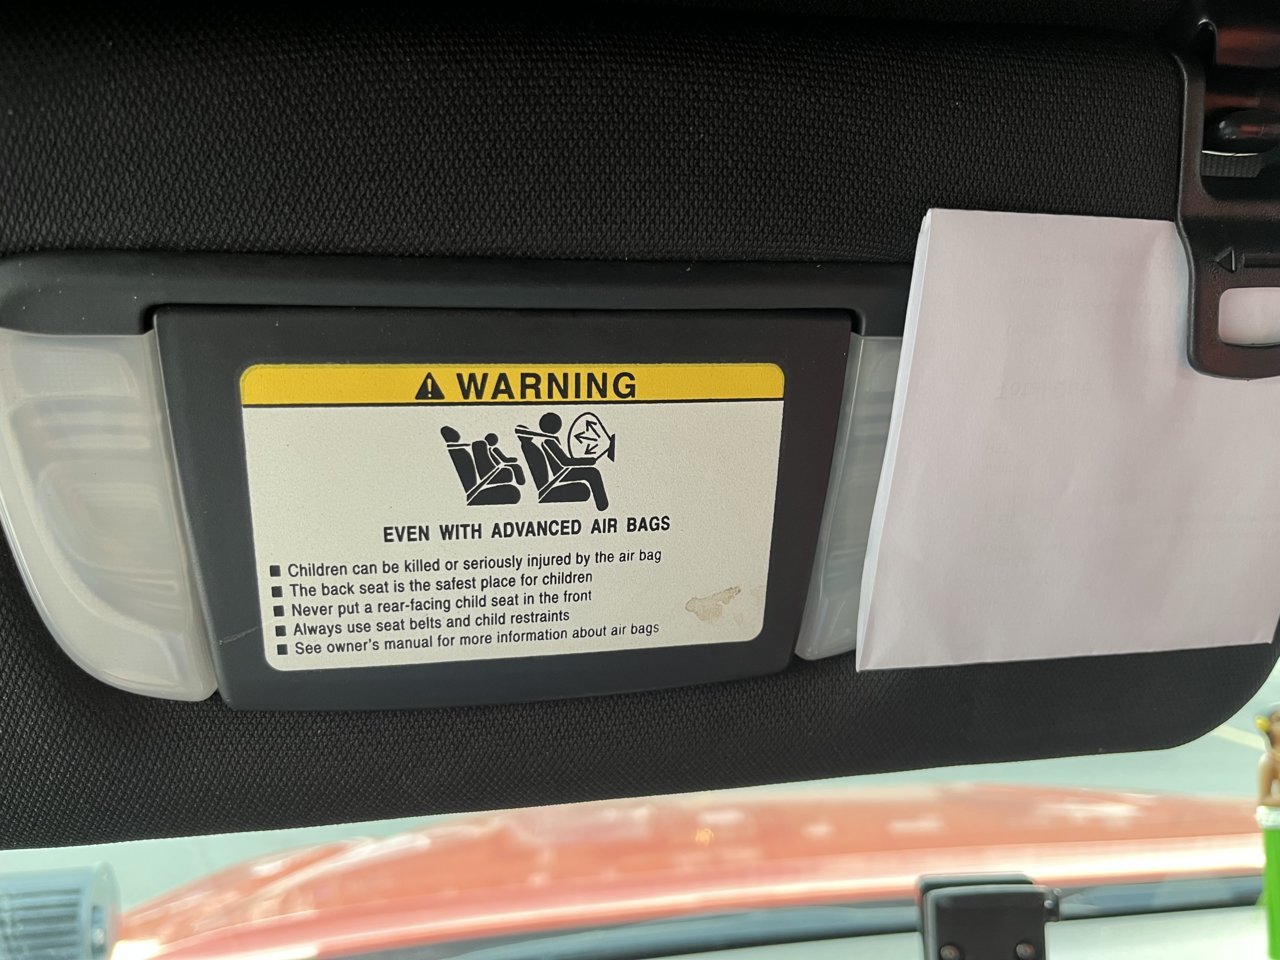 WARNING
EVEN WITH ADVANCED AIR BAGS
■ Children can be killed or seriously injured by the air bag
■ The back seat is the safest place for children
■ Never put a rear-facing child seat in the front
■ Always use seat belts and child restraints
■ See owner's manual for more information about air bags